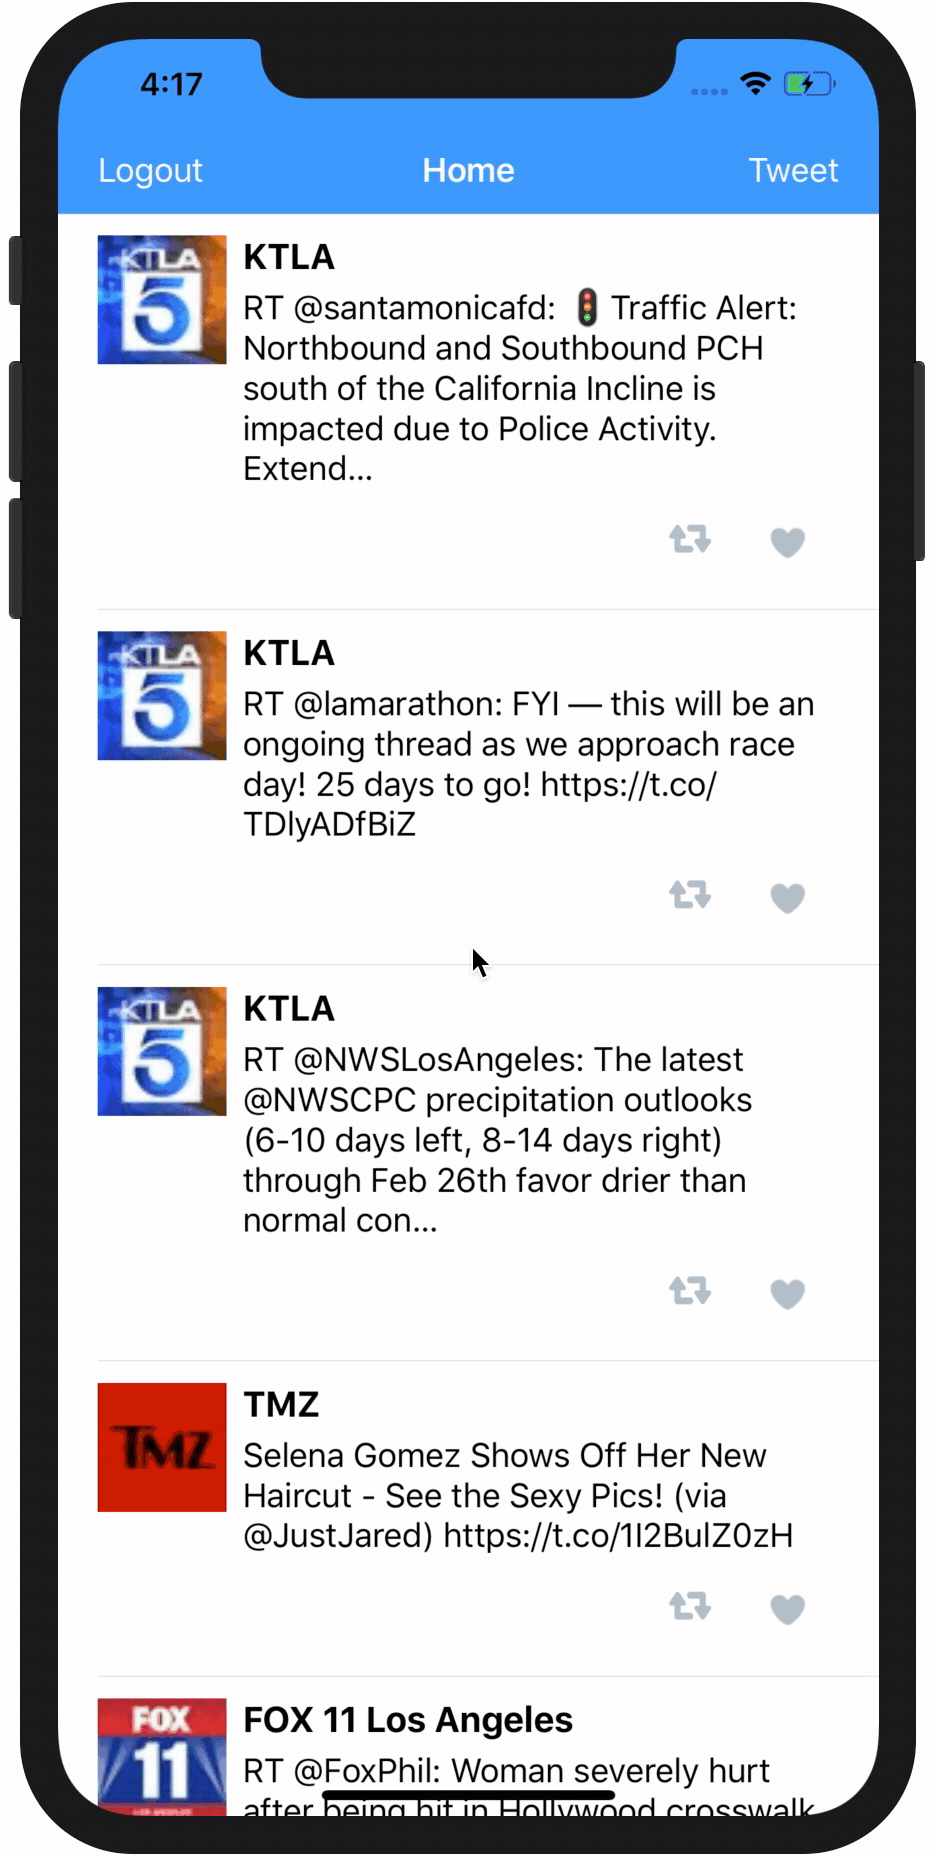 4:17
Logout Home Tweet
KTLA 5
KTLA
RT @santamonicafd: 🚦 Traffic Alert:
Northbound and Southbound PCH
south of the California Incline is
impacted due to Police Activity.
Extend...
KTLA 5
KTLA
RT @lamarathon: FYI — this will be an
ongoing thread as we approach race
day! 25 days to go! https://t.co/
TDlyADfBiZ
KTLA 5
KTLA
RT @NWSLosAngeles: The latest
@NWSCPC precipitation outlooks
(6-10 days left, 8-14 days right)
through Feb 26th favor drier than
normal con...
TMZ
TMZ
Selena Gomez Shows Off Her New
Haircut - See the Sexy Pics! (via
@JustJared) https://t.co/1I2BulZ0zH
FOX
11
FOX 11 Los Angeles
RT @FoxPhil: Woman severely hurt
after being hit in Hollywood crosswalk